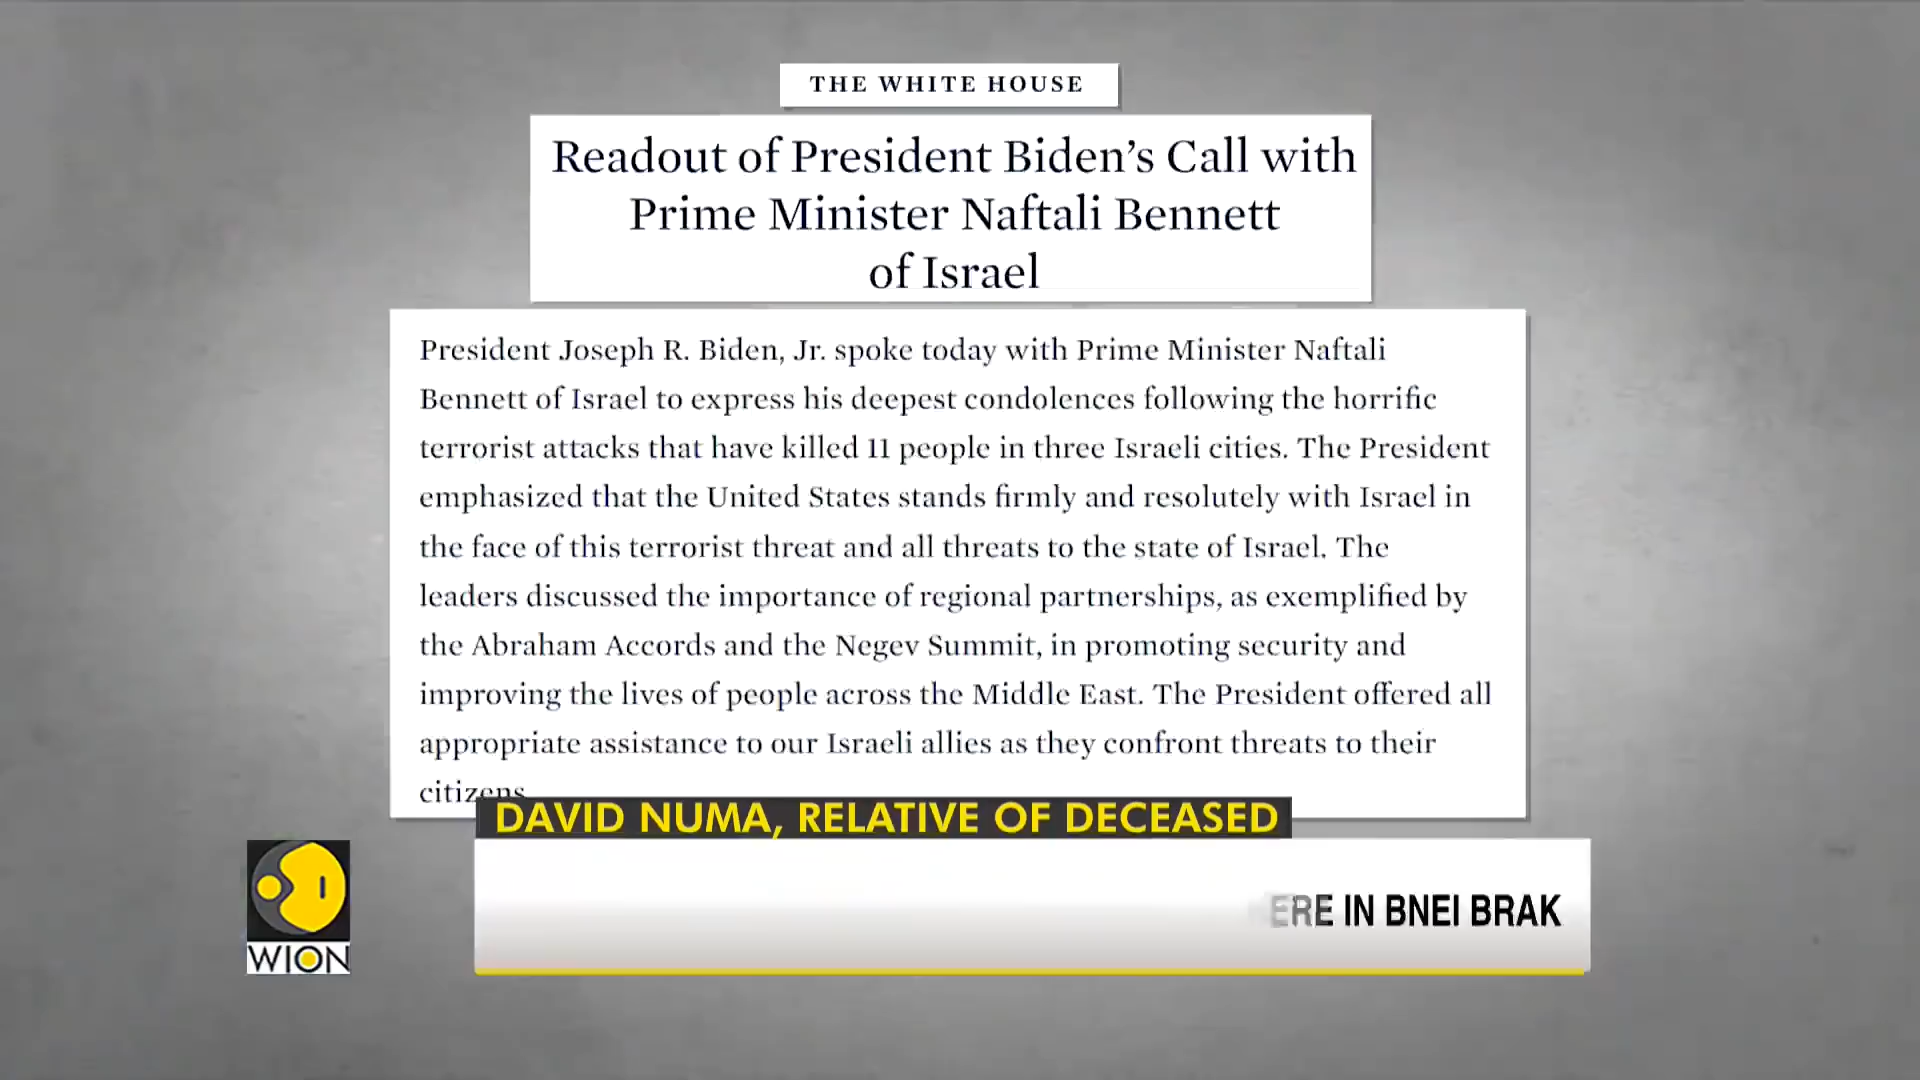 THE WHITE HOUSE
Readout of President Biden’s Call with
Prime Minister Naftali Bennett
of Israel
President Joseph R. Biden, Jr. spoke today with Prime Minister Naftali
Bennett of Israel to express his deepest condolences following the horrific
terrorist attacks that have killed 11 people in three Israeli cities. The President
emphasized that the United States stands firmly and resolutely with Israel in
the face of this terrorist threat and all threats to the state of Israel. The
leaders discussed the importance of regional partnerships, as exemplified by
the Abraham Accords and the Negev Summit, in promoting security and
improving the lives of people across the Middle East. The President offered all
appropriate assistance to our Israeli allies as they confront threats to their
citizens
DAVID NUMA, RELATIVE OF DECEASED
ERE IN BNEI BRAK
WION